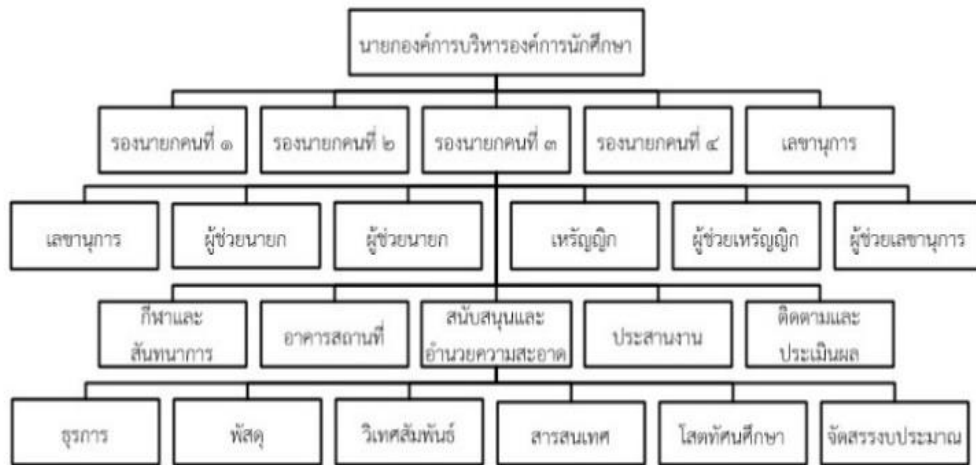 นายกองค์การบริหารองค์การนักศึกษา
รองนายกคนที่ ๑
รองนายกคนที่ ๒
รองนายกคนที่ ๓
รองนายกคนที่ ๔
เลขานุการ
เลขานุการ
ผู้ช่วยนายก
ผู้ช่วยนายก
เหรัญญิก
ผู้ช่วยเหรัญญิก
ผู้ช่วยเลขานุการ
กีฬาและ
สันทนาการ
อาคารสถานที่
สนับสนุนและ
อำนวยความสะอาด
ประสานงาน
ติดตามและ
ประเมินผล
ธุรการ
พัสดุ
วิเทศสัมพันธ์
สารสนเทศ
โสตทัศนศึกษา
จัดสรรงบประมาณ